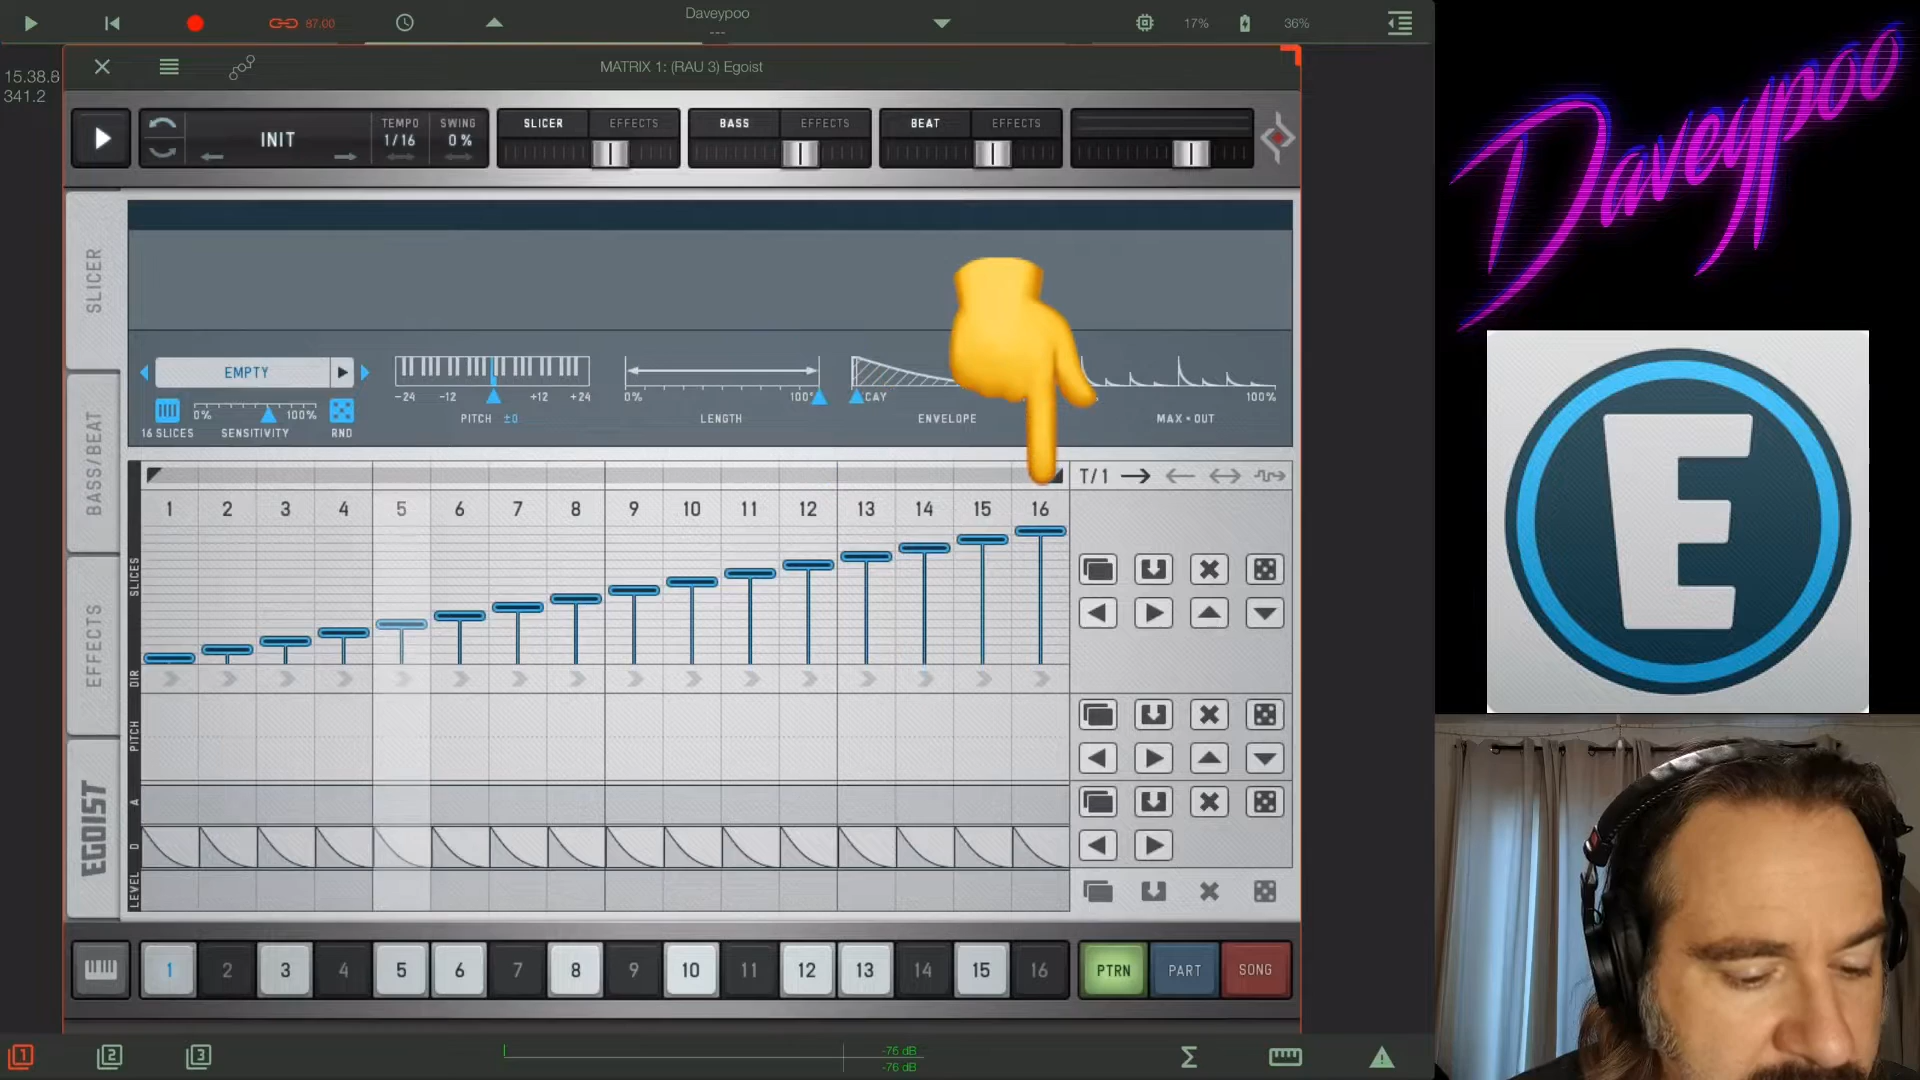 87.00
Daveypoo
---
17%
36%
15.38.8
341.2
MATRIX 1: (RAU 3) Egoist
INIT
TEMPO
1/16
SWING
0 %
SLICER
EFFECTS
BASS
EFFECTS
BEAT
EFFECTS
Daveypoo
SLICER
BASS/BEAT
EFFECTS
EGOIST
EMPTY
16 SLICES
0%
100%
SENSITIVITY
RND
-24
-12
+12
+24
PITCH ±0
0%
LENGTH
CAY
ENVELOPE
100%
MAX • OUT
T/1
1 2 3 4 5 6 7 8 9 10 11 12 13 14 15 16
SLICES
DIR
PITCH
A
D
LEVEL
1 2 3 4 5 6 7 8 9 10 11 12 13 14 15 16
PTRN
PART
SONG
E
1
2
3
-76 dB
-76 dB